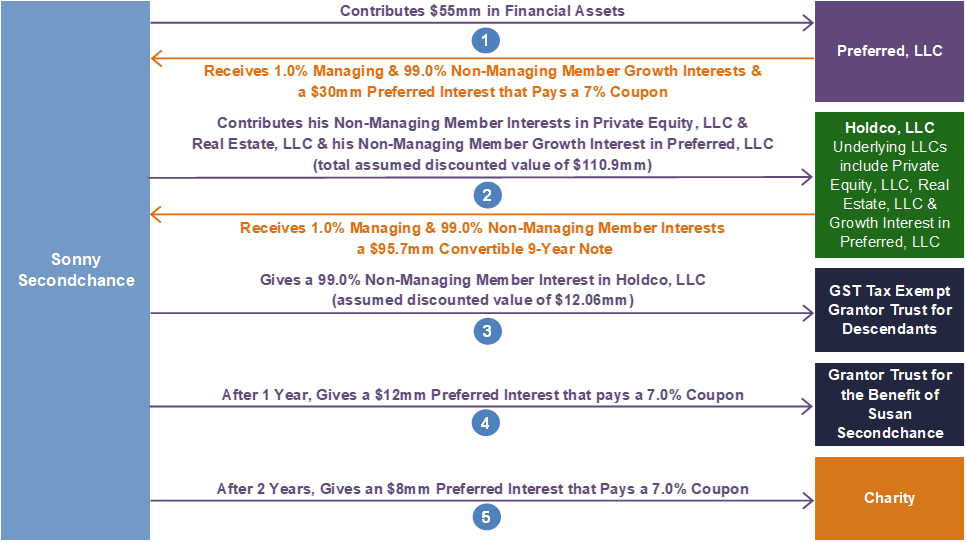 Contributes $55mm in Financial Assets
1
Preferred, LLC
Receives 1.0% Managing & 99.0% Non-Managing Member Growth Interests &
a $30mm Preferred Interest that Pays a 7% Coupon
Contributes his Non-Managing Member Interests in Private Equity, LLC &
Real Estate, LLC & his Non-Managing Member Growth Interest in Preferred, LLC
(total assumed discounted value of $110.9mm)
2
Holdco, LLC
Underlying LLCs
include Private
Equity, LLC, Real
Estate, LLC &
Growth Interest in
Preferred, LLC
Receives 1.0% Managing & 99.0% Non-Managing Member Interests
a $95.7mm Convertible 9-Year Note
Sonny
Secondchance
Gives a 99.0% Non-Managing Member Interest in Holdco, LLC
(assumed discounted value of $12.06mm)
3
GST Tax Exempt
Grantor Trust for
Descendants
After 1 Year, Gives a $12mm Preferred Interest that pays a 7.0% Coupon
4
Grantor Trust for
the Benefit of
Susan
Secondchance
After 2 Years, Gives an $8mm Preferred Interest that Pays a 7.0% Coupon
5
Charity